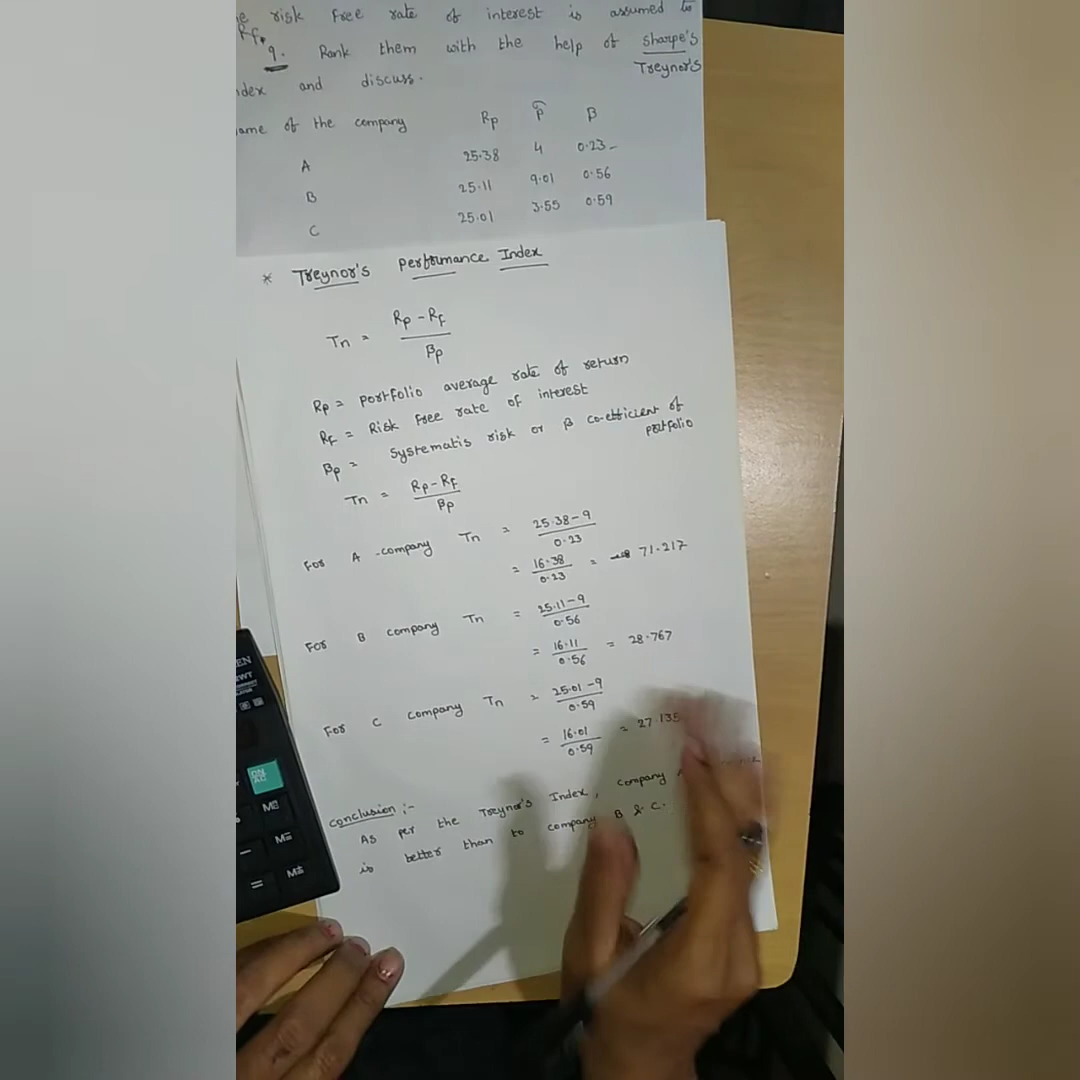 risk free rate of interest is assumed to
Rf. 9. Rank them with the help of Sharpe's
Treynor's
and discuss.
of the company Rp σp β
A 25.38 4 0.23
B 25.11 9.01 0.56
C 25.01 3.55 0.59
* Treynor's Performance Index
Tn = Rp - Rf
βp
Rp = Portfolio average rate of return
Rf = Risk Free rate of interest
βp = Systematis risk or β co-efficient of
portfolio
Tn = Rp - Rf
βp
For A - company Tn = 25.38 - 9
0.23
= 16.38 = 71.217
0.23
For B company Tn = 25.11 - 9
0.56
= 16.11 = 28.767
0.56
For C company Tn = 25.01 - 9
0.59
= 16.01 = 27.135
0.59
Conclusion :-
As per the Treynor's Index, company A
is better than to company B & C.
EN
ON
AC
M=